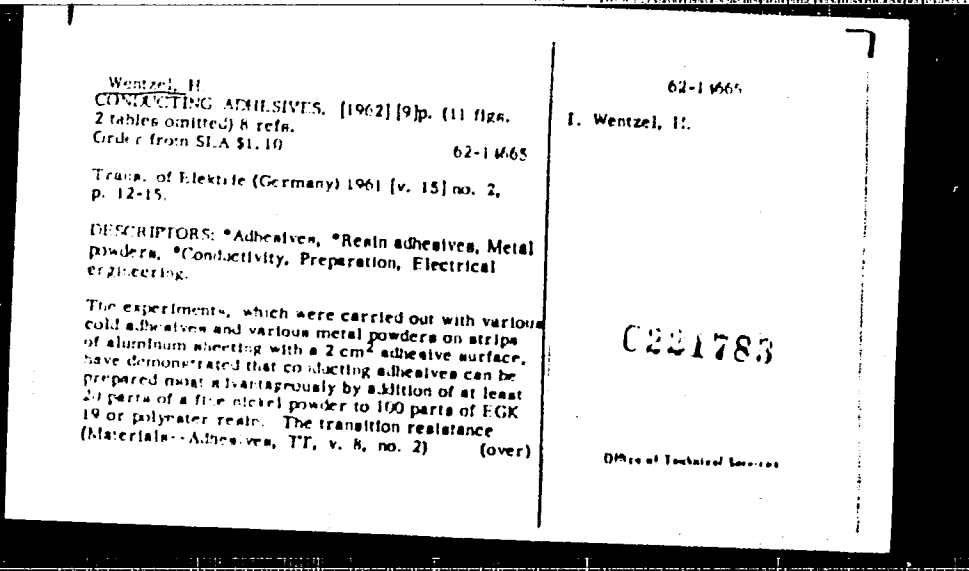 Wentzel, H.
CONDUCTING ADHESIVES. [1962] [9]p. (11 figs.
2 tables omitted) 8 refs.
Order from SLA $1.10
62-14665
Trans. of Elektrie (Germany) 1961 [v. 15] no. 2,
p. 12-15.
DESCRIPTORS: *Adhesives, *Resin adhesives, Metal
powders, *Conductivity, Preparation, Electrical
engineering.
The experiments, which were carried out with various
cold adhesives and various metal powders on strips
of aluminum sheeting with a 2 cm² adhesive surface,
have demonstrated that conducting adhesives can be
prepared most advantageously by addition of at least
20 parts of a fine nickel powder to 100 parts of EGK
19 or polyester resin. The transition resistance
(Materials--Adhesives, TT, v. 8, no. 2) (over)
62-14665
I. Wentzel, H.
C221783
Office of Technical Services